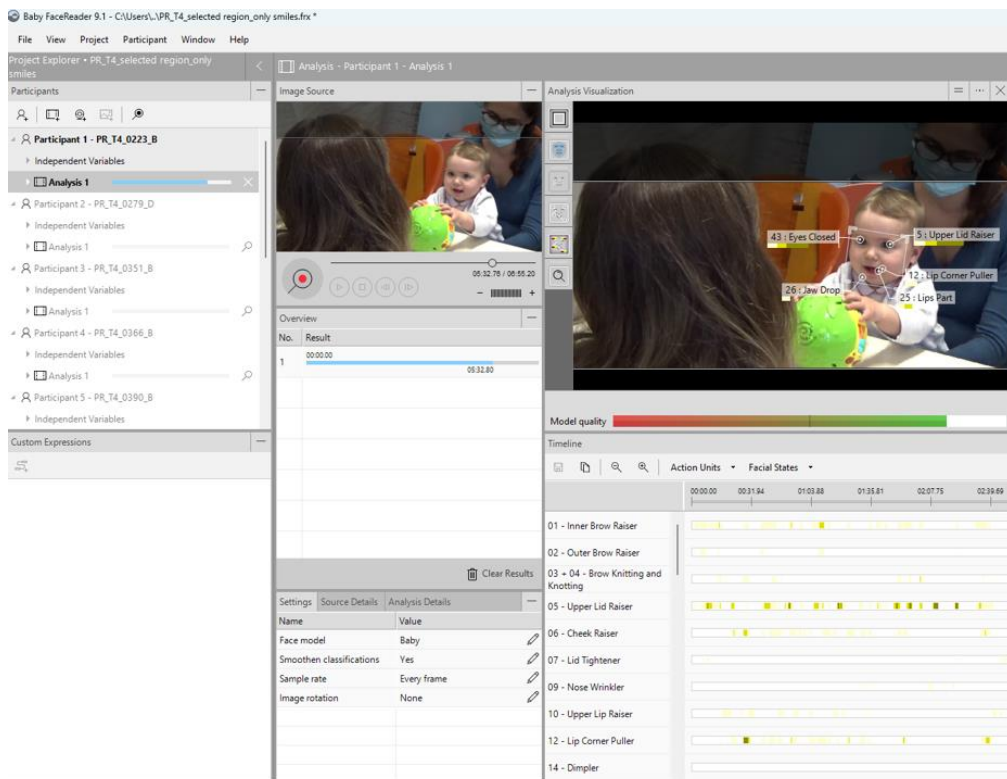 Baby FaceReader 9.1 - C:\Users\..\PR_T4_selected region_only smiles.frx *
File View Project Participant Window Help
Project Explorer • PR_T4_selected region_only
smiles
Participants
Participant 1 - PR_T4_0223_B
Independent Variables
Analysis 1
Participant 2 - PR_T4_0279_D
Independent Variables
Analysis 1
Participant 3 - PR_T4_0351_B
Independent Variables
Analysis 1
Participant 4 - PR_T4_0366_B
Independent Variables
Analysis 1
Participant 5 - PR_T4_0390_B
Independent Variables
Custom Expressions
Analysis - Participant 1 - Analysis 1
Image Source
05:32.76 / 06:55.20
Overview
No. Result
1
00:00.00
05:32.80
Clear Results
Settings Source Details Analysis Details
Name Value
Face model Baby
Smoothen classifications Yes
Sample rate Every frame
Image rotation None
Analysis Visualization
43 : Eyes Closed
5 : Upper Lid Raiser
12 : Lip Corner Puller
26 : Jaw Drop
25 : Lips Part
Model quality
Timeline
Action Units Facial States
00:00.00 00:31.94 01:03.88 01:35.81 02:07.75 02:39.69
01 - Inner Brow Raiser
02 - Outer Brow Raiser
03 + 04 - Brow Knitting and
Knotting
05 - Upper Lid Raiser
06 - Cheek Raiser
07 - Lid Tightener
09 - Nose Wrinkler
10 - Upper Lip Raiser
12 - Lip Corner Puller
14 - Dimpler